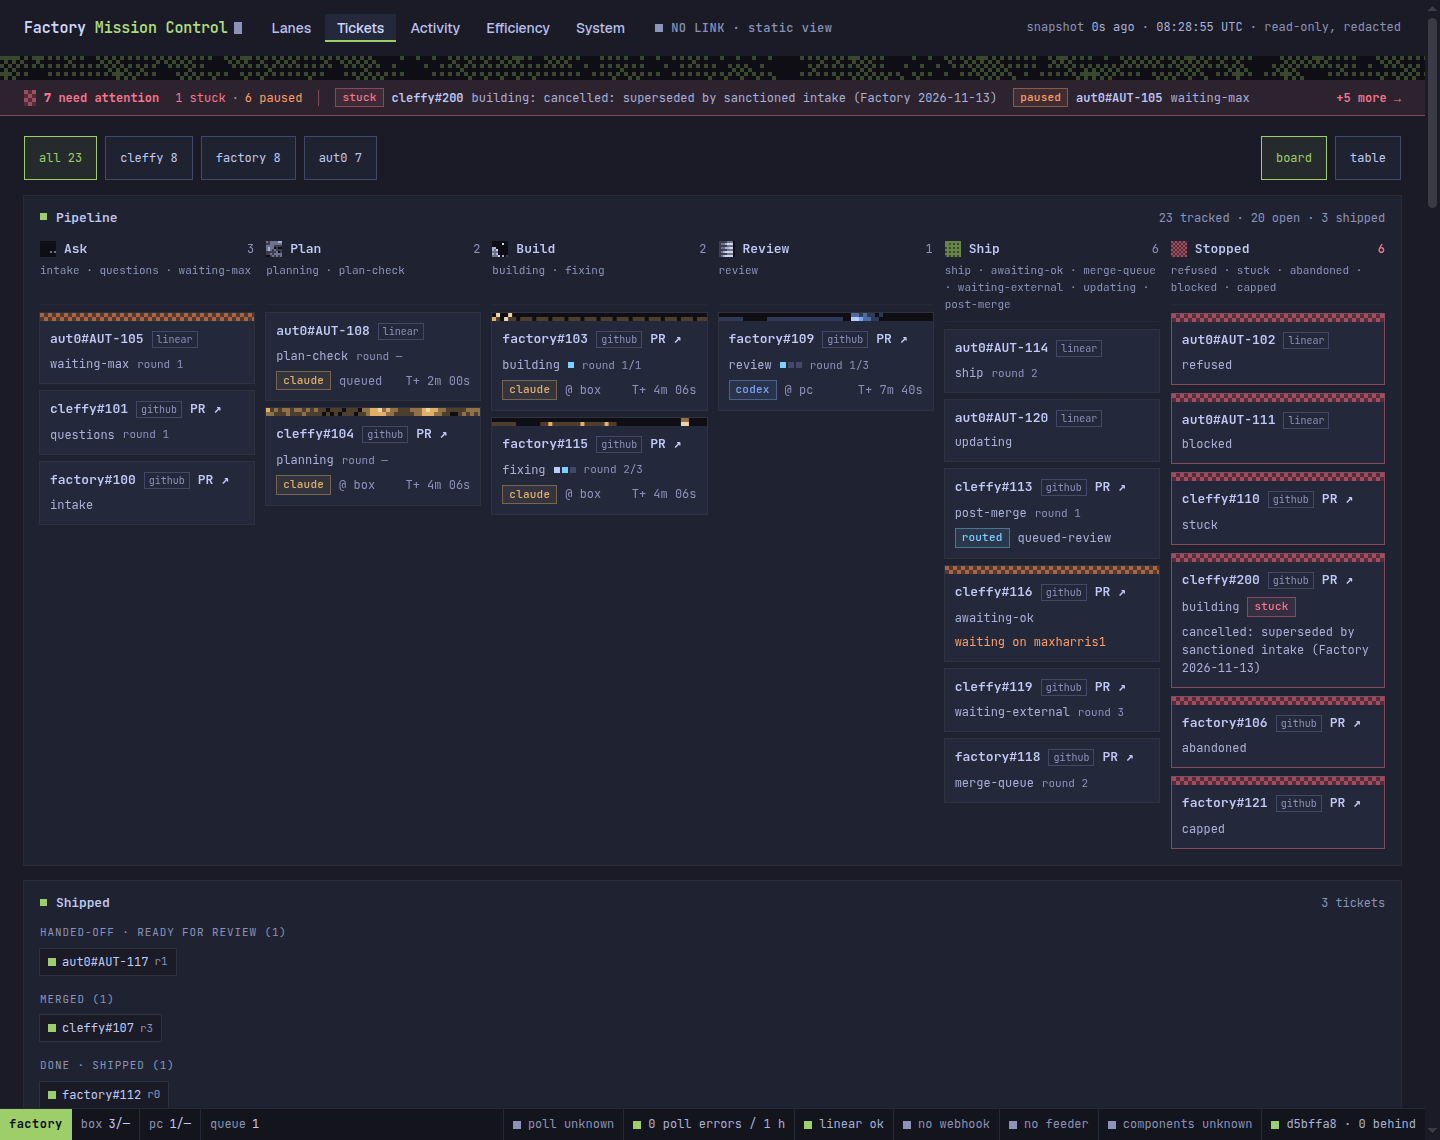 Factory Mission Control
Lanes
Tickets
Activity
Efficiency
System
NO LINK · static view
snapshot 0s ago · 08:28:55 UTC · read-only, redacted
7 need attention 1 stuck · 6 paused
stuck cleffy#200 building: cancelled: superseded by sanctioned intake (Factory 2026-11-13)
paused aut0#AUT-105 waiting-max
+5 more →
all 23
cleffy 8
factory 8
aut0 7
board
table
Pipeline
23 tracked · 20 open · 3 shipped
Ask 3
intake · questions · waiting-max
aut0#AUT-105 linear
waiting-max round 1
cleffy#101 github PR ↗
questions round 1
factory#100 github PR ↗
intake
Plan 2
planning · plan-check
aut0#AUT-108 linear
plan-check round –
claude queued T+ 2m 00s
cleffy#104 github PR ↗
planning round –
claude @ box T+ 4m 06s
Build 2
building · fixing
factory#103 github PR ↗
building round 1/1
claude @ box T+ 4m 06s
factory#115 github PR ↗
fixing round 2/3
claude @ box T+ 4m 06s
Review 1
review
factory#109 github PR ↗
review round 1/3
codex @ pc T+ 7m 40s
Ship 6
ship · awaiting-ok · merge-queue
· waiting-external · updating ·
post-merge
aut0#AUT-114 linear
ship round 2
aut0#AUT-120 linear
updating
cleffy#113 github PR ↗
post-merge round 1
routed queued-review
cleffy#116 github PR ↗
awaiting-ok
waiting on maxharris1
cleffy#119 github PR ↗
waiting-external round 3
factory#118 github PR ↗
merge-queue round 2
Stopped 6
refused · stuck · abandoned ·
blocked · capped
aut0#AUT-102 linear
refused
aut0#AUT-111 linear
blocked
cleffy#110 github PR ↗
stuck
cleffy#200 github PR ↗
building stuck
cancelled: superseded by
sanctioned intake (Factory
2026-11-13)
factory#106 github PR ↗
abandoned
factory#121 github PR ↗
capped
Shipped
3 tickets
HANDED-OFF · READY FOR REVIEW (1)
aut0#AUT-117 r1
MERGED (1)
cleffy#107 r3
DONE · SHIPPED (1)
factory#112 r0
factory
box 3/–
pc 1/–
queue 1
poll unknown
0 poll errors / 1 h
linear ok
no webhook
no feeder
components unknown
d5bffa8 · 0 behind